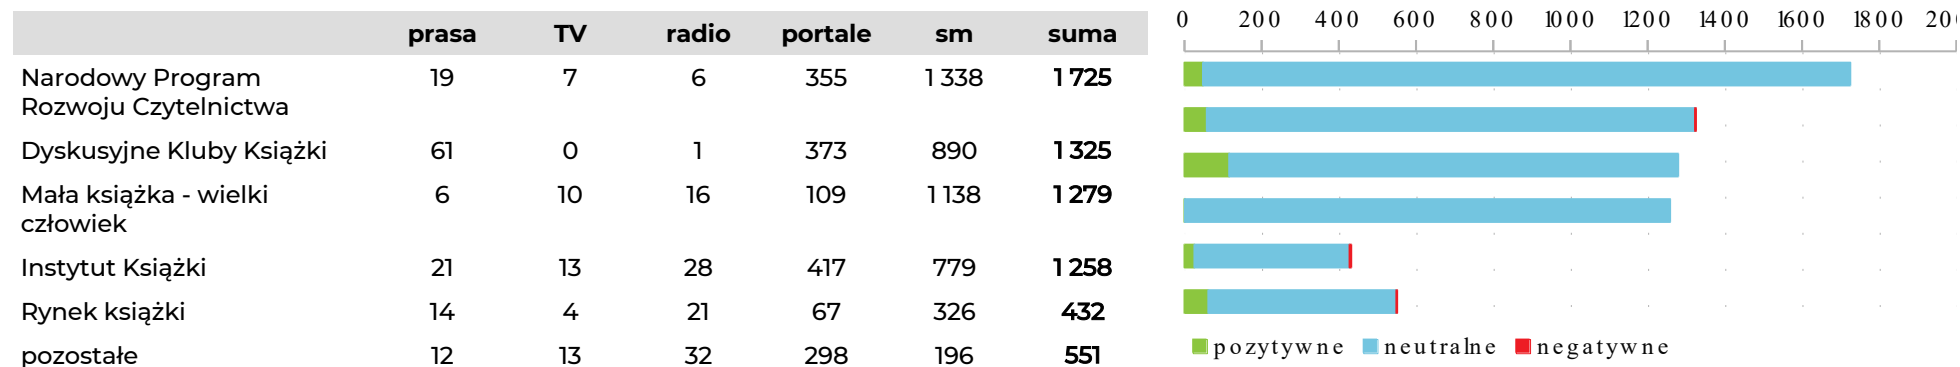 prasa TV radio portale sm suma
Narodowy Program 19 7 6 355 1 338 1 725
Rozwoju Czytelnictwa
Dyskusyjne Kluby Książki 61 0 1 373 890 1 325
Mała książka - wielki 6 10 16 109 1 138 1 279
człowiek
Instytut Książki 21 13 28 417 779 1 258
Rynek książki 14 4 21 67 326 432
pozostałe 12 13 32 298 196 551
0 200 400 600 800 1000 1200 1400 1600 1800
pozytywne neutralne negatywne